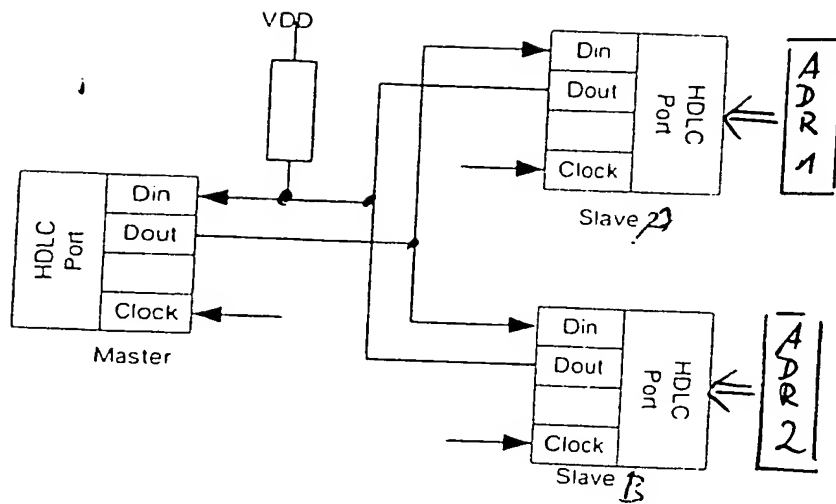 VDD
Din
Dout
Clock
HDLC
Port
Master
Din
Dout
Clock
HDLC
Port
Slave
ADR 1
Din
Dout
Clock
HDLC
Port
Slave B
ADR 2